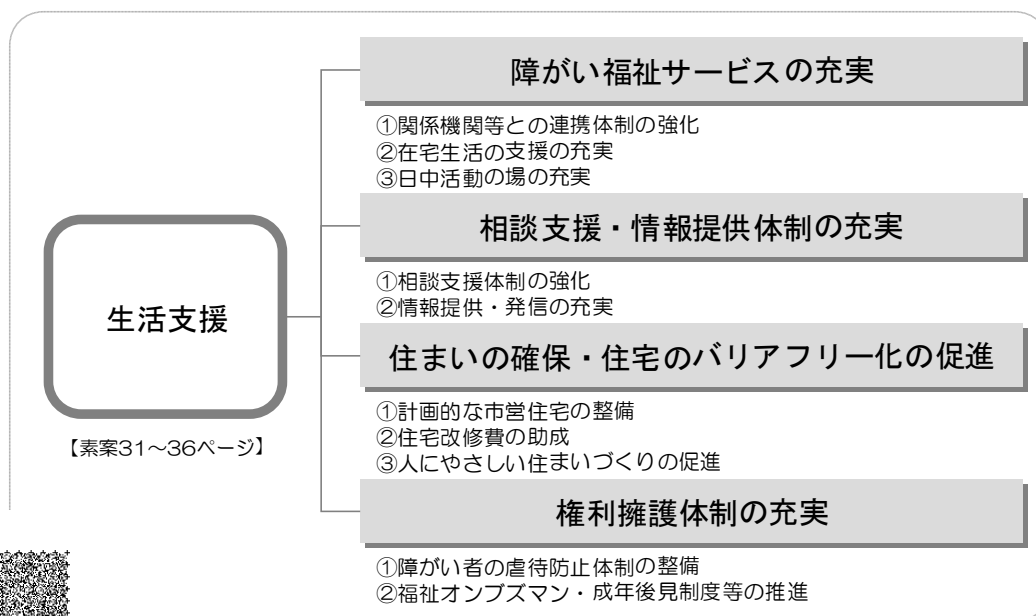 障がい福祉サービスの充実
①関係機関等との連携体制の強化
②在宅生活の支援の充実
③日中活動の場の充実
相談支援・情報提供体制の充実
①相談支援体制の強化
②情報提供・発信の充実
生活支援
【素案31～36ページ】
住まいの確保・住宅のバリアフリー化の促進
①計画的な市営住宅の整備
②住宅改修費の助成
③人にやさしい住まいづくりの促進
権利擁護体制の充実
①障がい者の虐待防止体制の整備
②福祉オンブズマン・成年後見制度等の推進